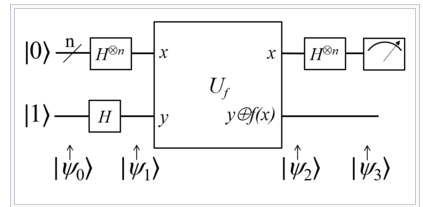 |0⟩ n H⊗n x x H⊗n
U_f
|1⟩ H y y⊕f(x)
↑ ↑ ↑ ↑
|ψ₀⟩ |ψ₁⟩ |ψ₂⟩ |ψ₃⟩